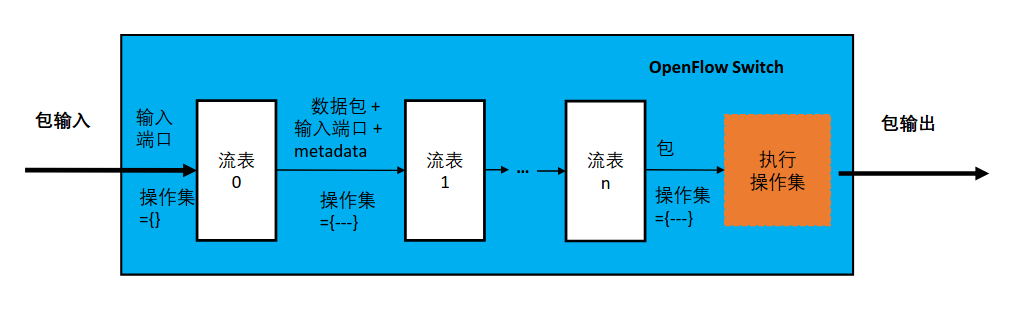 OpenFlow Switch
包输入
输入
端口
操作集
={}
流表
0
数据包 +
输入端口 +
metadata
操作集
={---}
流表
1
...
流表
n
包
操作集
={---}
执行
操作集
包输出